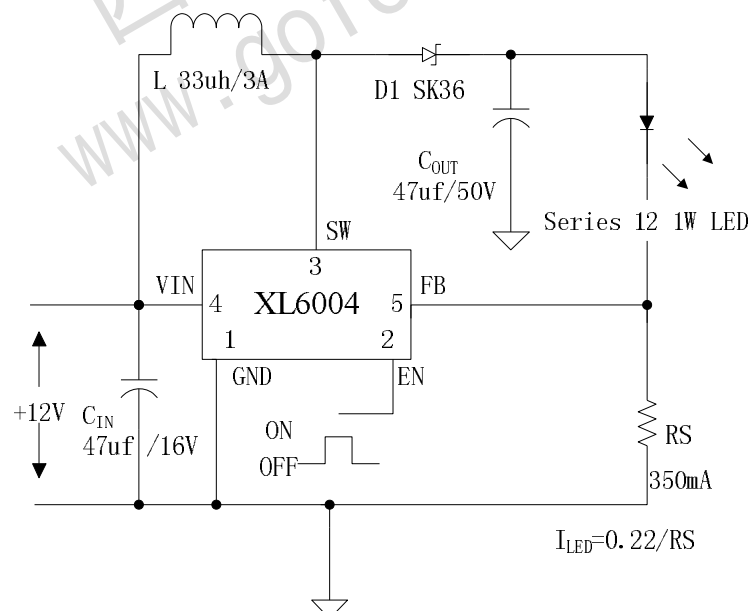 L 33uh/3A
D1 SK36
COUT
47uf/50V
Series 12 1W LED
SW
3
VIN
4
XL6004
5
FB
1
2
GND
EN
+12V
CIN
47uf /16V
ON
OFF
RS
350mA
ILED=0.22/RS